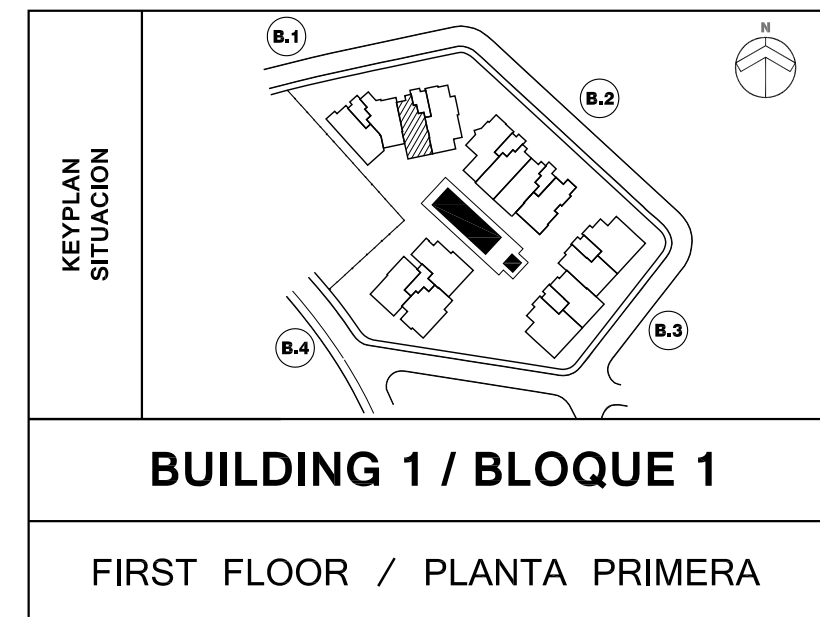 B.1
N
B.2
KEYPLAN
SITUACION
B.3
B.4
BUILDING 1 / BLOQUE 1
FIRST FLOOR / PLANTA PRIMERA